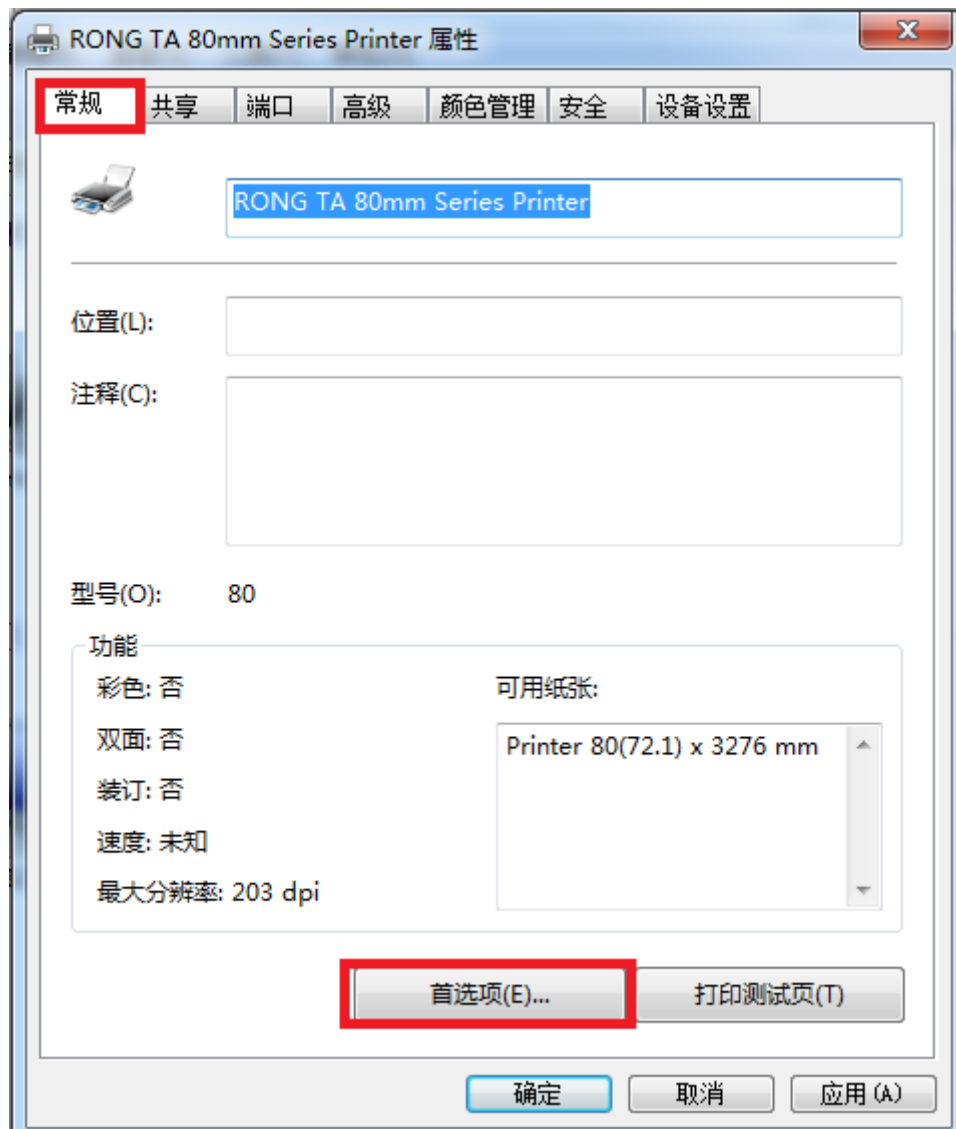 RONG TA 80mm Series Printer 属性
常规 共享 端口 高级 颜色管理 安全 设备设置
RONG TA 80mm Series Printer
位置(L):
注释(C):
型号(O): 80
功能
彩色: 否 可用纸张:
双面: 否 Printer 80(72.1) x 3276 mm
装订: 否
速度: 未知
最大分辨率: 203 dpi
首选项(E)... 打印测试页(T)
确定 取消 应用(A)